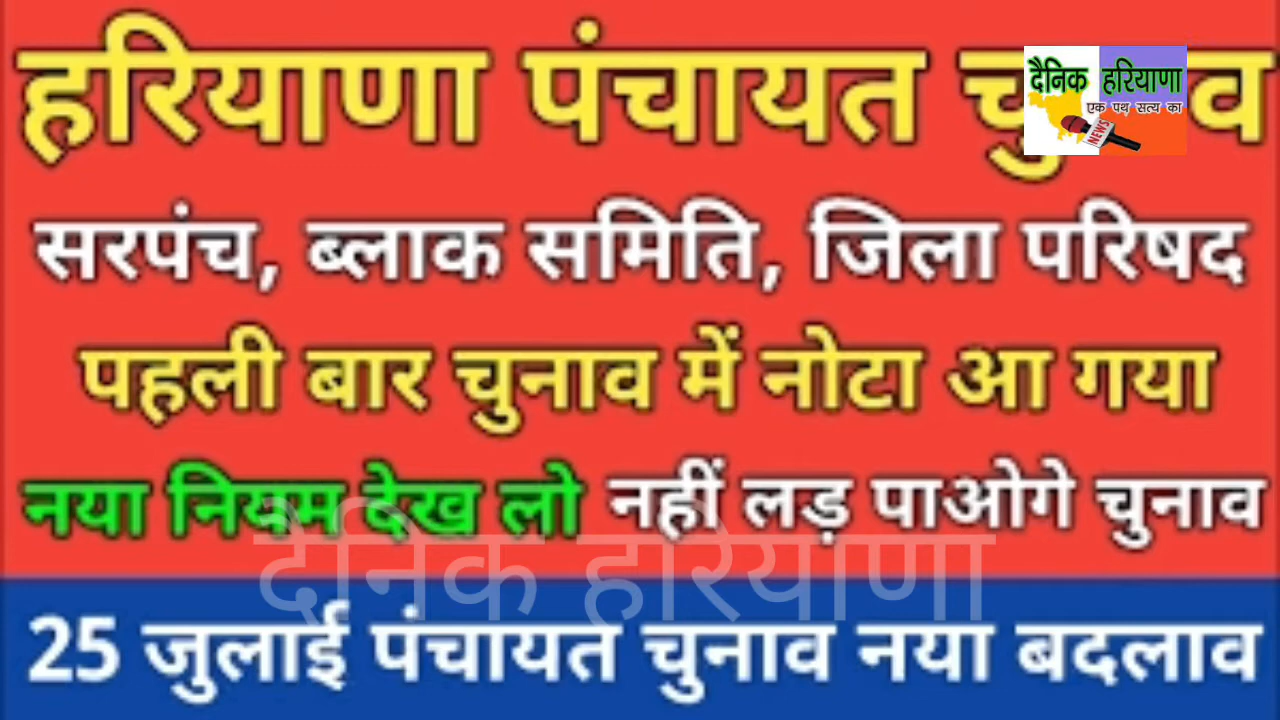 हरियाणा पंचायत चुनाव
दैनिक हरियाणा
एक पथ सत्य का
NEWS
सरपंच, ब्लाक समिति, जिला परिषद
पहली बार चुनाव में नोटा आ गया
नया नियम देख लो नहीं लड़ पाओगे चुनाव
दैनिक हरियाणा
25 जुलाई पंचायत चुनाव नया बदलाव